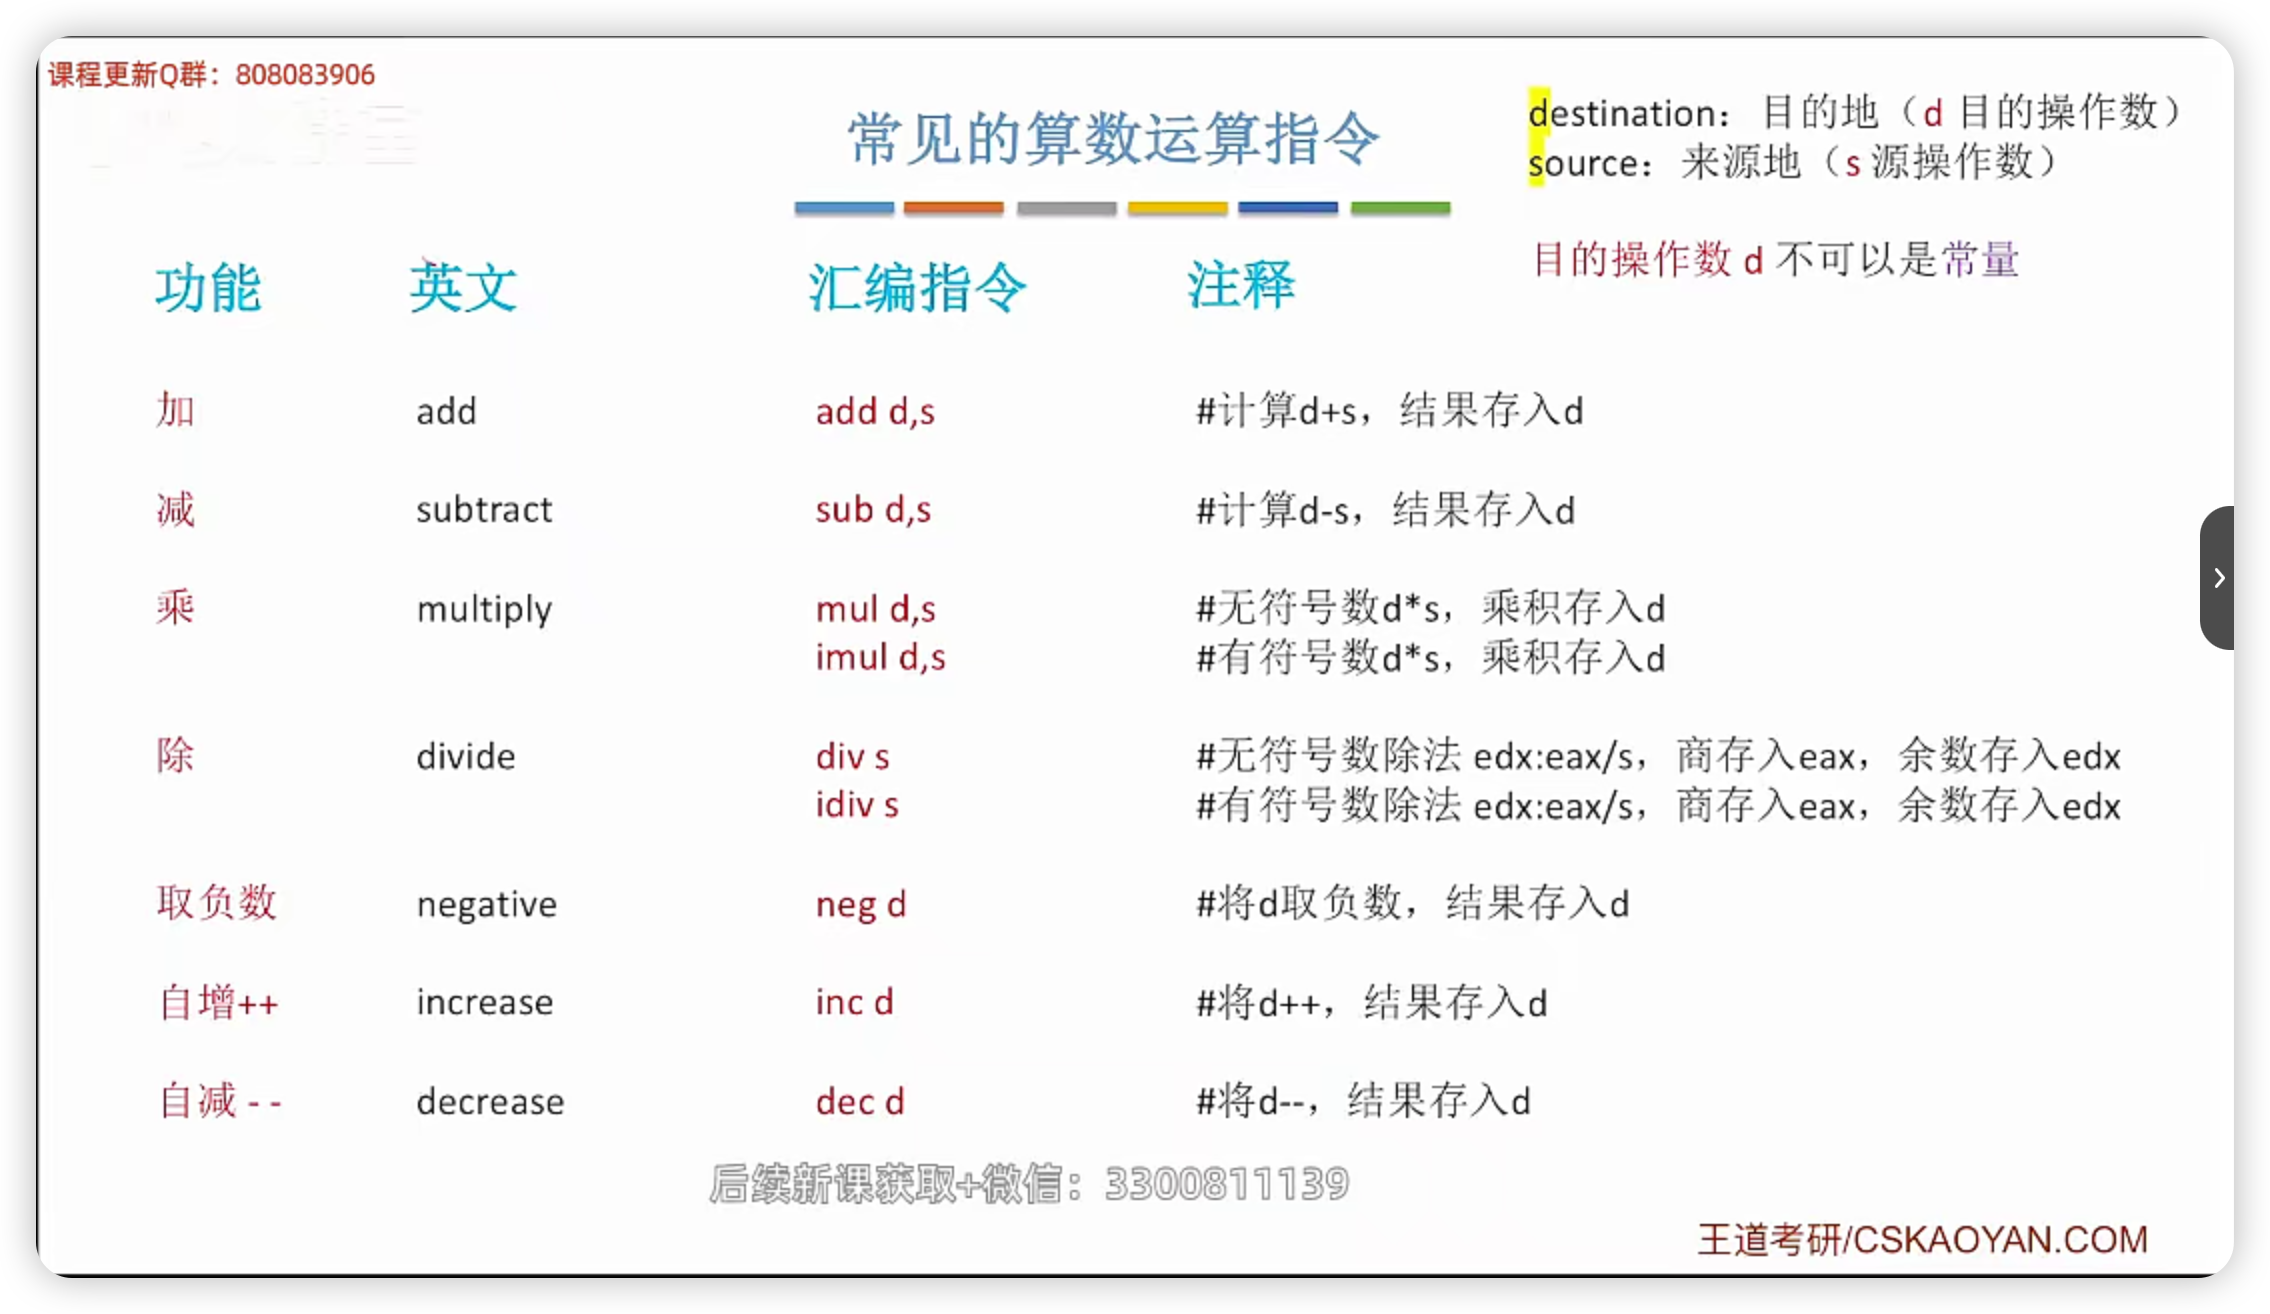 课程更新Q群：808083906
常见的算数运算指令
destination：目的地（d 目的操作数）
source：来源地（s 源操作数）
目的操作数 d 不可以是常量
功能 英文 汇编指令 注释
加 add add d,s #计算d+s，结果存入d
减 subtract sub d,s #计算d-s，结果存入d
乘 multiply mul d,s #无符号数d*s，乘积存入d
imul d,s #有符号数d*s，乘积存入d
除 divide div s #无符号数除法 edx:eax/s，商存入eax，余数存入edx
idiv s #有符号数除法 edx:eax/s，商存入eax，余数存入edx
取负数 negative neg d #将d取负数，结果存入d
自增++ increase inc d #将d++，结果存入d
自减 - - decrease dec d #将d--，结果存入d
后续新课获取+微信：3300811139
王道考研/CSKAOYAN.COM